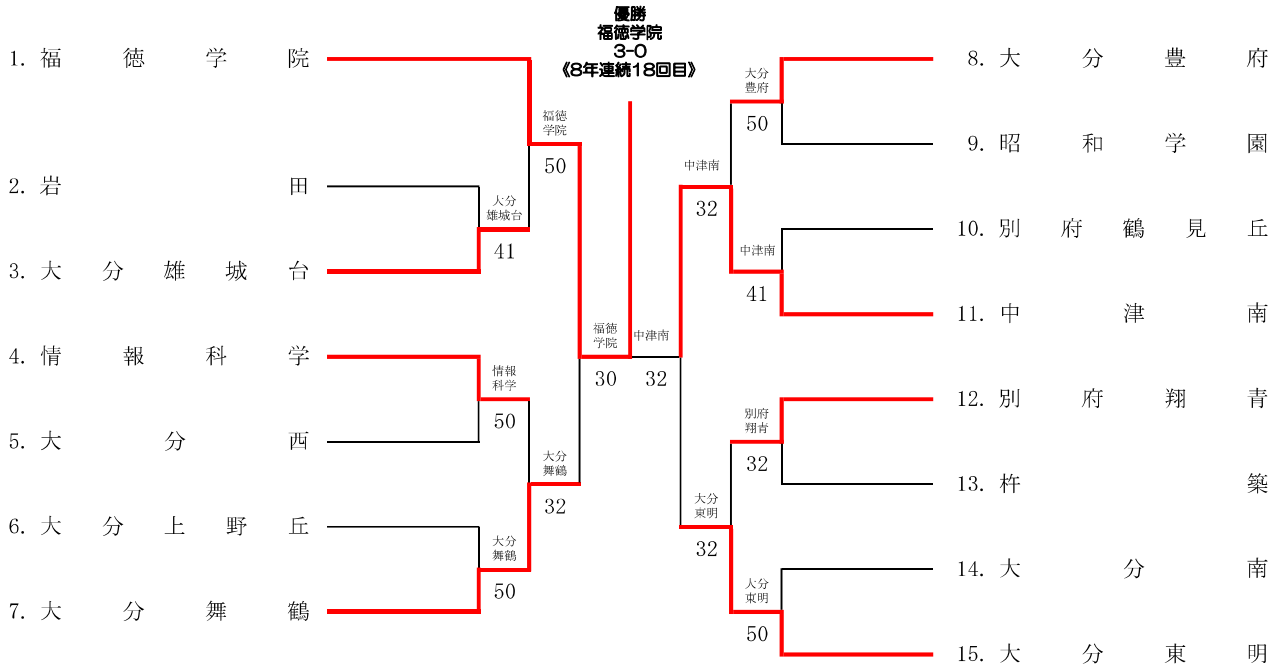 優勝
福徳学院
3-0
《8年連続18回目》
1. 福徳学院
2. 岩田
3. 大分雄城台
4. 情報科学
5. 大分西
6. 大分上野丘
7. 大分舞鶴
福徳
学院
50
大分
雄城台
41
情報
科学
50
大分
舞鶴
32
大分
舞鶴
50
福徳
学院
30
中津南
32
中津南
32
大分
東明
32
大分
豊府
50
中津南
41
別府
翔青
32
大分
東明
50
8. 大分豊府
9. 昭和学園
10. 別府鶴見丘
11. 中津南
12. 別府翔青
13. 杵築
14. 大分南
15. 大分東明